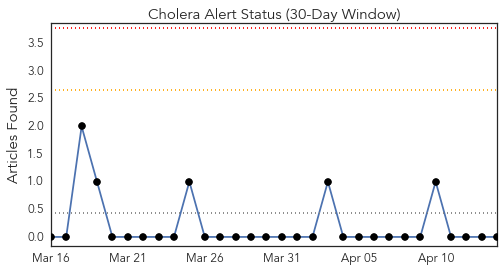 Cholera Alert Status (30-Day Window)
Articles Found
3.5
3.0
2.5
2.0
1.5
1.0
0.5
0.0
Mar 16 Mar 21 Mar 26 Mar 31 Apr 05 Apr 10